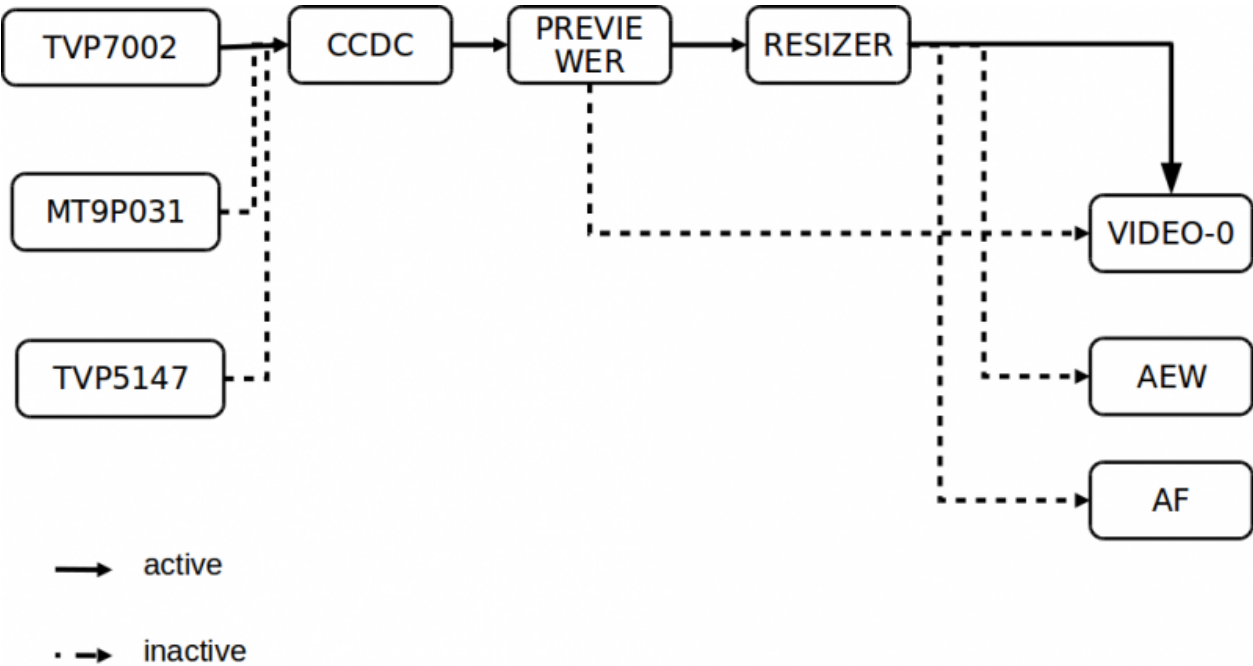 TVP7002
CCDC
PREVIE
WER
RESIZER
MT9P031
VIDEO-0
TVP5147
AEW
AF
active
inactive